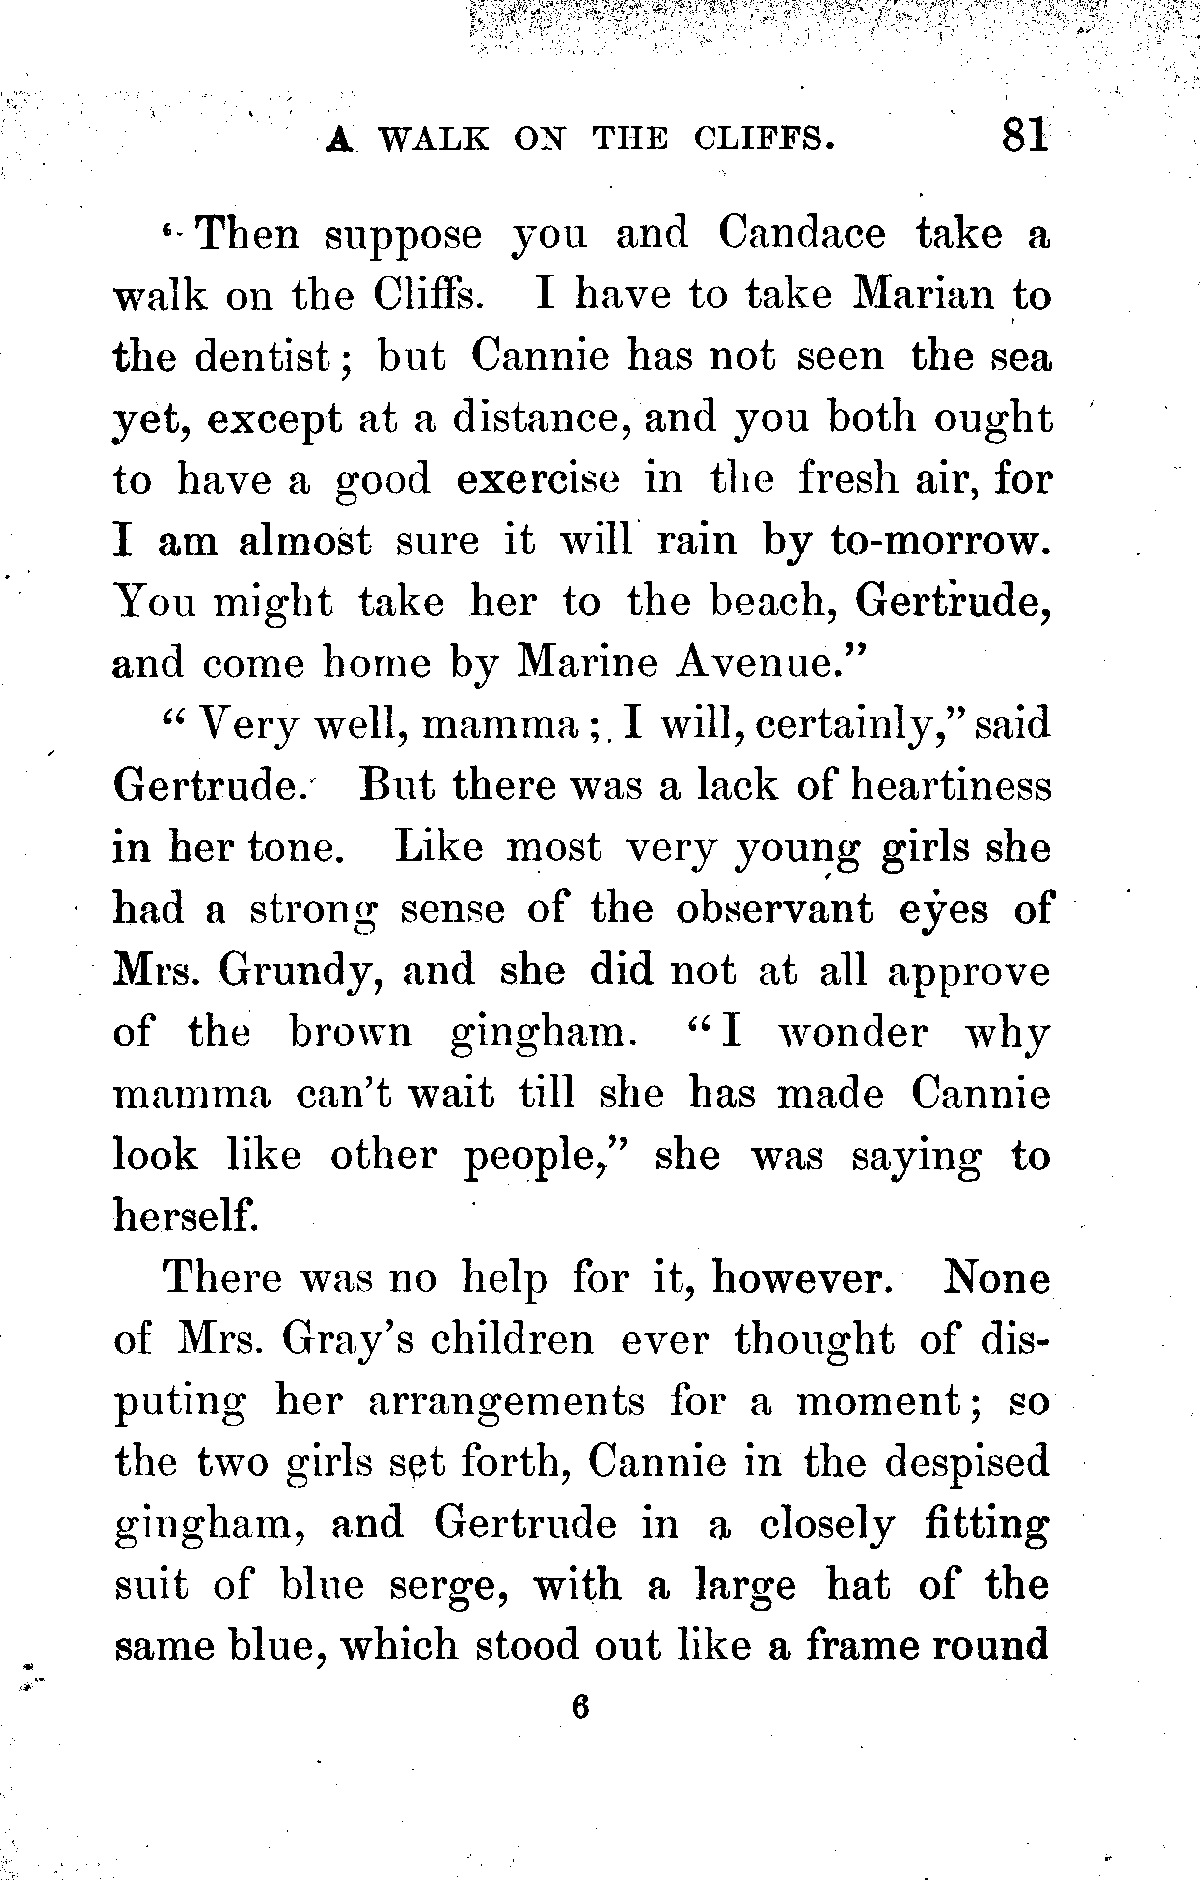 A WALK ON THE CLIFFS. 81
“Then suppose you and Candace take a
walk on the Cliffs. I have to take Marian to
the dentist; but Cannie has not seen the sea
yet, except at a distance, and you both ought
to have a good exercise in the fresh air, for
I am almost sure it will rain by to-morrow.
You might take her to the beach, Gertrude,
and come home by Marine Avenue.”
“Very well, mamma; I will, certainly,” said
Gertrude. But there was a lack of heartiness
in her tone. Like most very young girls she
had a strong sense of the observant eyes of
Mrs. Grundy, and she did not at all approve
of the brown gingham. “I wonder why
mamma can’t wait till she has made Cannie
look like other people,” she was saying to
herself.
There was no help for it, however. None
of Mrs. Gray’s children ever thought of dis-
puting her arrangements for a moment; so
the two girls set forth, Cannie in the despised
gingham, and Gertrude in a closely fitting
suit of blue serge, with a large hat of the
same blue, which stood out like a frame round
6